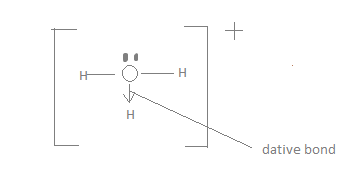 +
H O H
H
dative bond